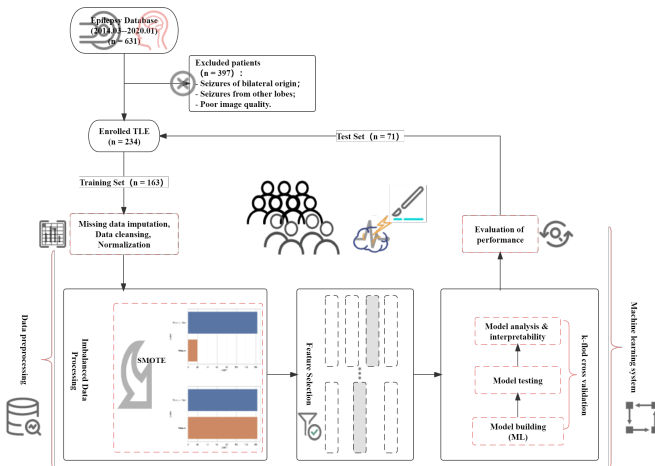 Epilepsy Database
(2014.03--2020.01)
(n = 631)
Excluded patients
(n = 397) :
- Seizures of bilateral origin;
- Seizures from other lobes;
- Poor image quality.
Enrolled TLE
(n = 234)
Test Set (n = 71)
Training Set (n = 163)
Missing data imputation,
Data cleansing,
Normalization
Evaluation of
performance
Data preprocessing
Imbalanced Data
Processing
SMOTE
Feature Selection
Model analysis &
interpretability
Model testing
Model building
(ML)
k-flod cross validation
Machine learning system